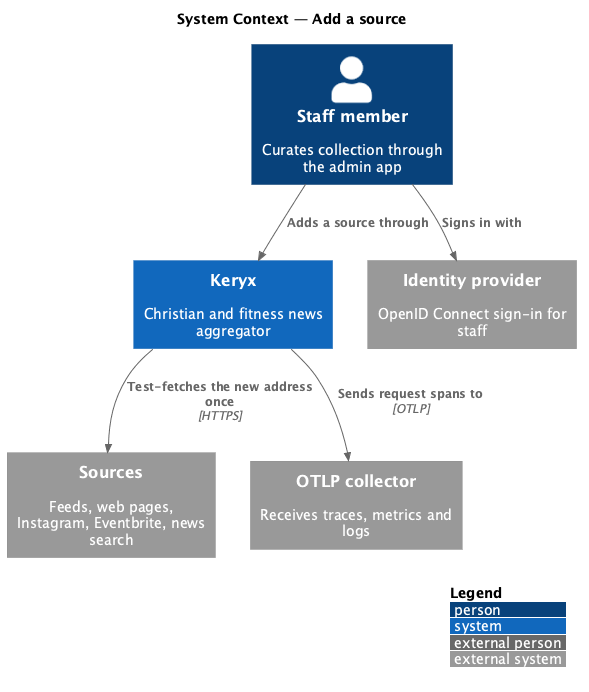 System Context — Add a source
Staff member
Curates collection through
the admin app
Adds a source through
Signs in with
Keryx
Christian and fitness news
aggregator
Identity provider
OpenID Connect sign-in for
staff
Test-fetches the new address
once
[HTTPS]
Sends request spans to
[OTLP]
Sources
Feeds, web pages,
Instagram, Eventbrite, news
search
OTLP collector
Receives traces, metrics and
logs
Legend
person
system
external person
external system